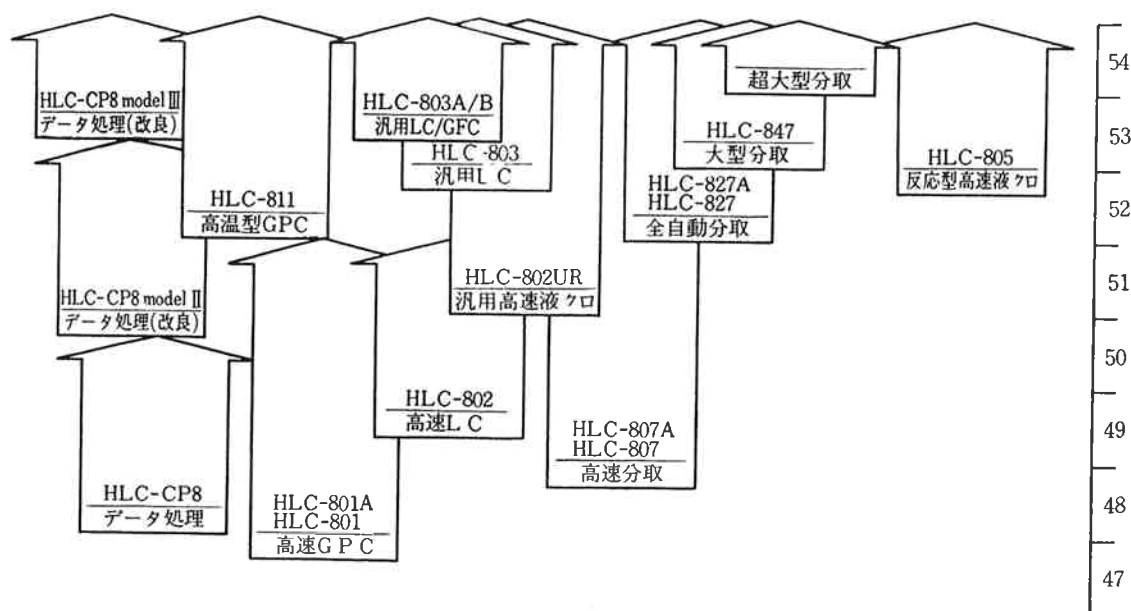 54
超大型分取
HLC-CP8 model Ⅲ
データ処理(改良)
HLC-803A/B
汎用LC/GFC
HLC-847
大型分取
53
HLC-803
汎用LC
HLC-805
反応型高速液クロ
HLC-811
高温型GPC
HLC-827A
HLC-827
全自動分取
52
HLC-CP8 model Ⅱ
データ処理(改良)
HLC-802UR
汎用高速液クロ
51
50
HLC-802
高速LC
HLC-807A
HLC-807
高速分取
49
HLC-CP8
データ処理
HLC-801A
HLC-801
高速GPC
48
47